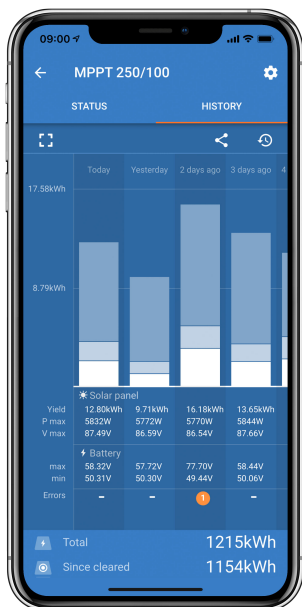 09:00
MPPT 250/100
STATUS HISTORY
Today Yesterday 2 days ago 3 days ago 4
17.58kWh
8.79kWh
Solar panel
Yield 12.80kWh 9.71kWh 16.18kWh 13.65kWh
P max 5832W 5772W 5770W 5844W
V max 87.49V 86.59V 86.54V 87.66V
Battery
max 58.32V 57.72V 77.70V 58.44V
min 50.31V 50.30V 49.44V 50.06V
Errors – – 1 –
Total 1215kWh
Since cleared 1154kWh